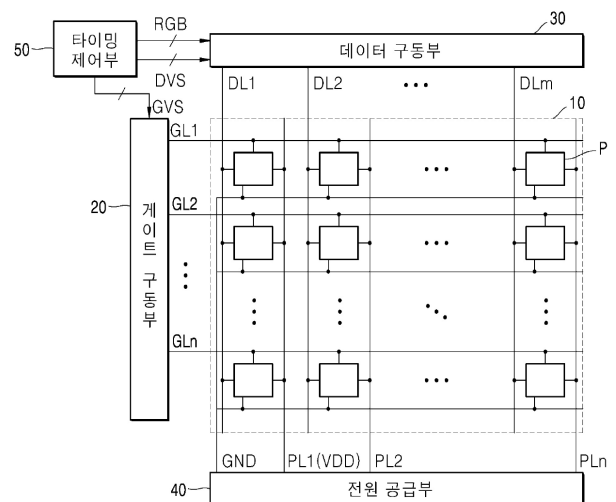 RGB
30
50
타이밍
제어부
데이터 구동부
DVS
DL1 DL2 ••• DLm
GVS
10
GL1
P
20
게이트 구동부
GL2
GLn
GND PL1(VDD) PL2 PLn
40
전원 공급부